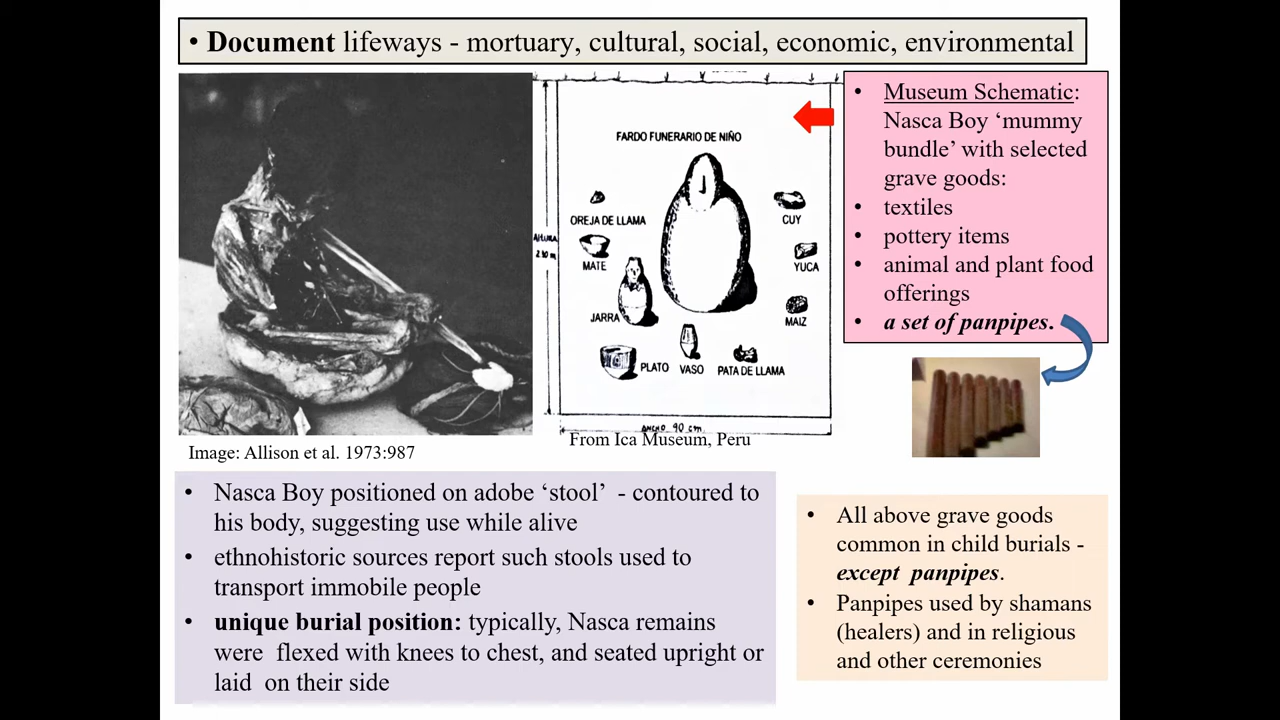 • Document lifeways - mortuary, cultural, social, economic, environmental
FARDO FUNERARIO DE NIÑO
OREJA DE LLAMA
CUY
MATE
YUCA
JARRA
MAIZ
PLATO
VASO
PATA DE LLAMA
ANCHO 90 cm
From Ica Museum, Peru
Image: Allison et al. 1973:987
• Museum Schematic:
Nasca Boy ‘mummy
bundle’ with selected
grave goods:
• textiles
• pottery items
• animal and plant food
offerings
• a set of panpipes.
• Nasca Boy positioned on adobe ‘stool’ - contoured to
his body, suggesting use while alive
• ethnohistoric sources report such stools used to
transport immobile people
• unique burial position: typically, Nasca remains
were flexed with knees to chest, and seated upright or
laid on their side
• All above grave goods
common in child burials -
except panpipes.
• Panpipes used by shamans
(healers) and in religious
and other ceremonies